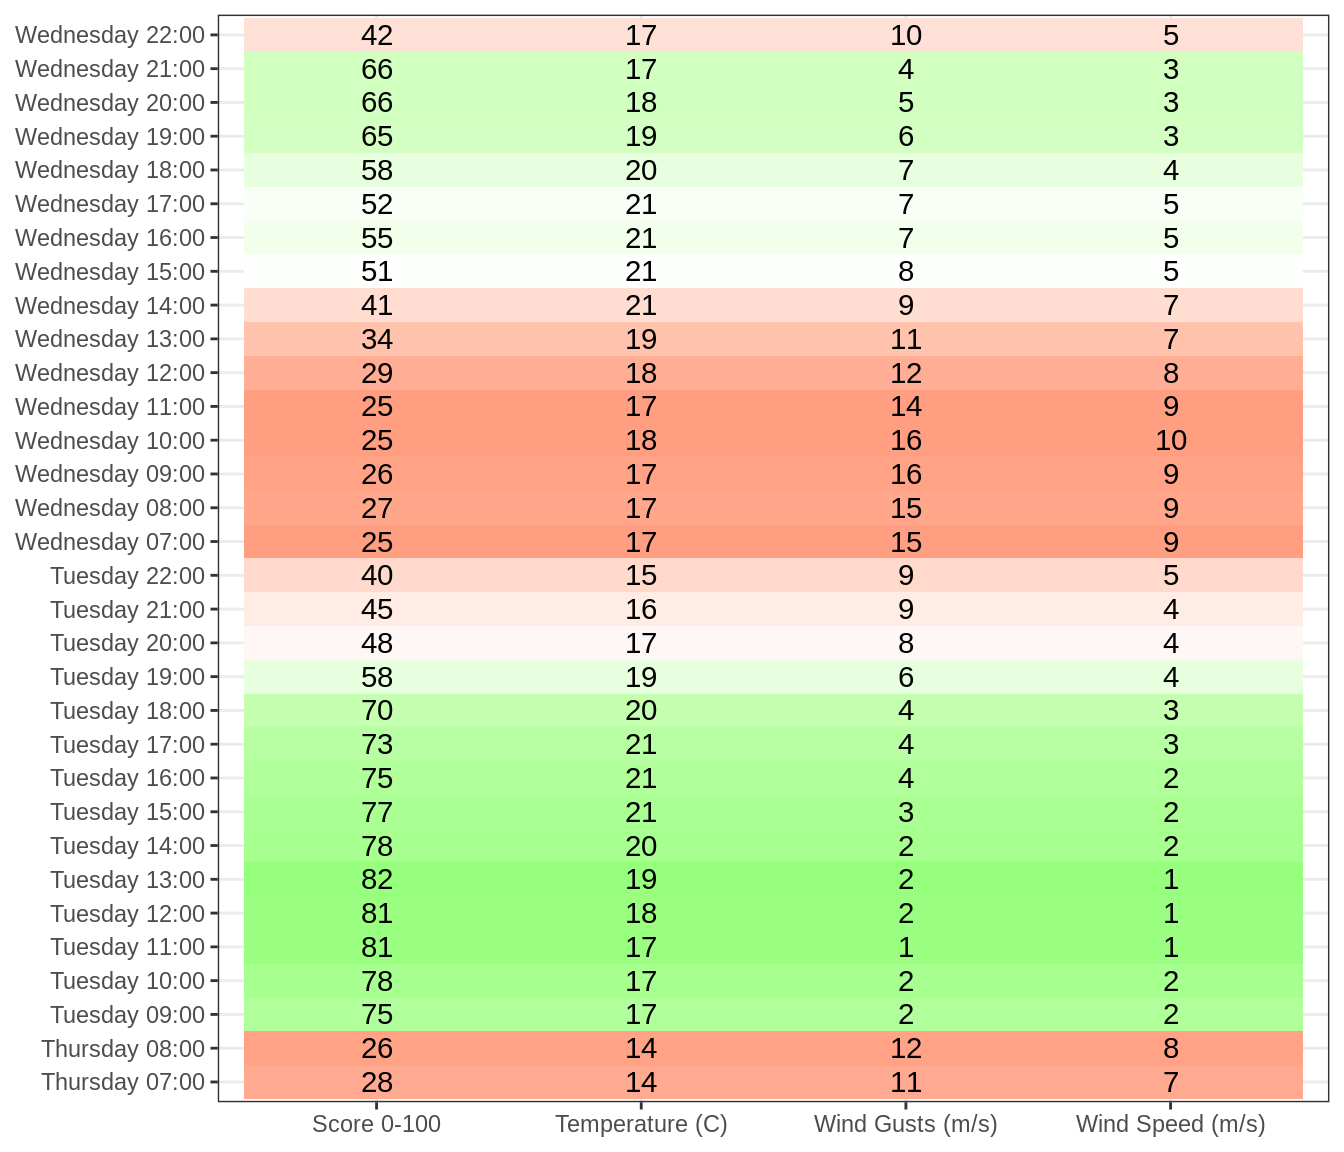 Wednesday 22:00 42 17 10 5
Wednesday 21:00 66 17 4 3
Wednesday 20:00 66 18 5 3
Wednesday 19:00 65 19 6 3
Wednesday 18:00 58 20 7 4
Wednesday 17:00 52 21 7 5
Wednesday 16:00 55 21 7 5
Wednesday 15:00 51 21 8 5
Wednesday 14:00 41 21 9 7
Wednesday 13:00 34 19 11 7
Wednesday 12:00 29 18 12 8
Wednesday 11:00 25 17 14 9
Wednesday 10:00 25 18 16 10
Wednesday 09:00 26 17 16 9
Wednesday 08:00 27 17 15 9
Wednesday 07:00 25 17 15 9
Tuesday 22:00 40 15 9 5
Tuesday 21:00 45 16 9 4
Tuesday 20:00 48 17 8 4
Tuesday 19:00 58 19 6 4
Tuesday 18:00 70 20 4 3
Tuesday 17:00 73 21 4 3
Tuesday 16:00 75 21 4 2
Tuesday 15:00 77 21 3 2
Tuesday 14:00 78 20 2 2
Tuesday 13:00 82 19 2 1
Tuesday 12:00 81 18 2 1
Tuesday 11:00 81 17 1 1
Tuesday 10:00 78 17 2 2
Tuesday 09:00 75 17 2 2
Thursday 08:00 26 14 12 8
Thursday 07:00 28 14 11 7
Score 0-100 Temperature (C) Wind Gusts (m/s) Wind Speed (m/s)